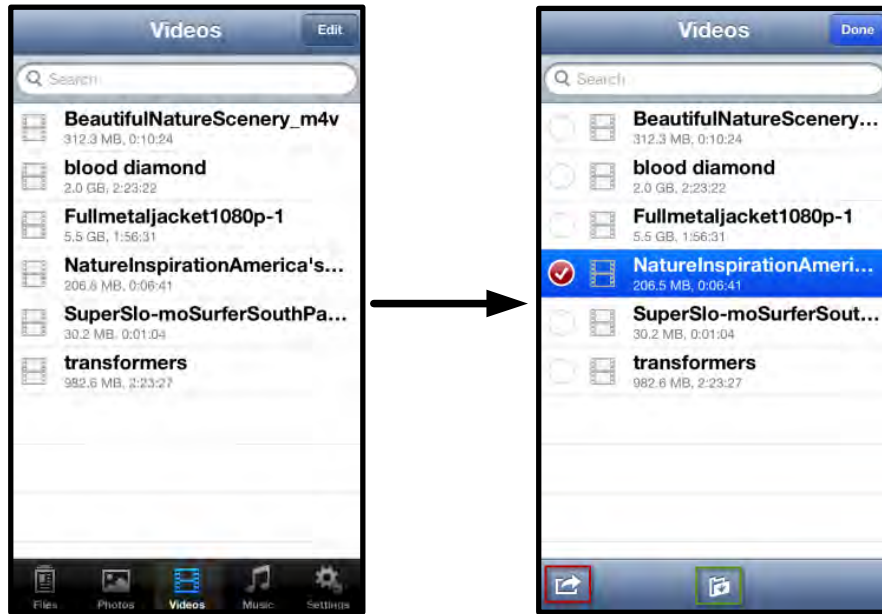 Videos
Edit
Search
BeautifulNatureScenery_m4v
312.3 MB, 0:10:24
blood diamond
2.0 GB, 2:23:22
Fullmetaljacket1080p-1
5.5 GB, 1:56:31
NatureInspirationAmerica's...
206.5 MB, 0:06:41
SuperSlo-moSurferSouthPa...
30.2 MB, 0:01:04
transformers
982.6 MB, 2:23:27
Files
Photos
Videos
Music
Settings
Videos
Done
Search
BeautifulNatureScenery...
312.3 MB, 0:10:24
blood diamond
2.0 GB, 2:23:22
Fullmetaljacket1080p-1
5.5 GB, 1:56:31
NatureInspirationAmeri...
206.5 MB, 0:06:41
SuperSlo-moSurferSout...
30.2 MB, 0:01:04
transformers
982.6 MB, 2:23:27